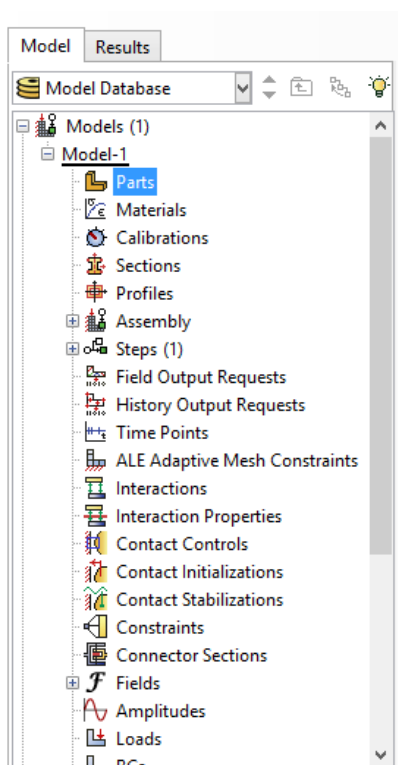 Model Results
Model Database
Models (1)
Model-1
Parts
Materials
Calibrations
Sections
Profiles
Assembly
Steps (1)
Field Output Requests
History Output Requests
Time Points
ALE Adaptive Mesh Constraints
Interactions
Interaction Properties
Contact Controls
Contact Initializations
Contact Stabilizations
Constraints
Connector Sections
Fields
Amplitudes
Loads